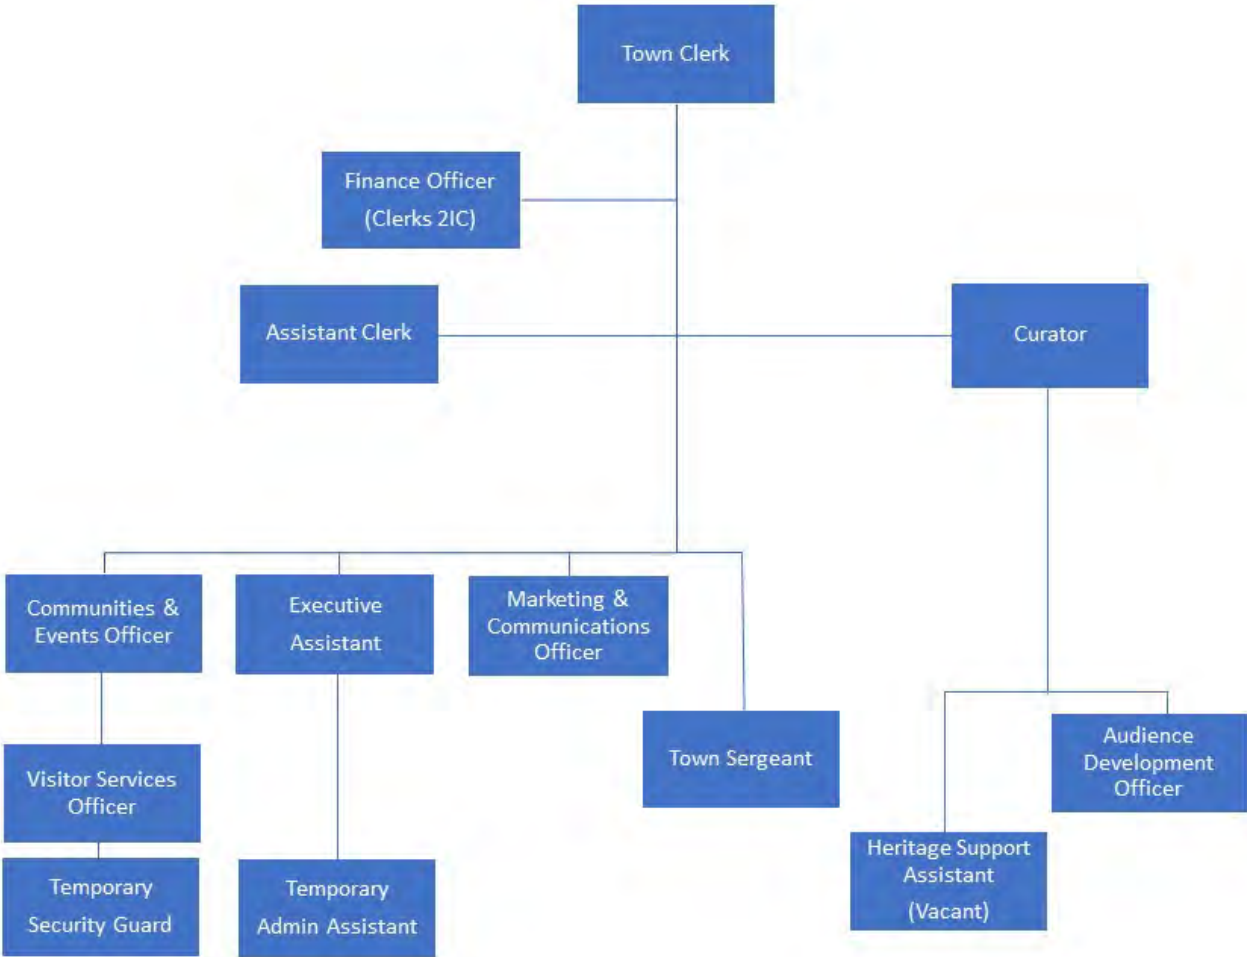 Town Clerk
Finance Officer
(Clerks 2IC)
Assistant Clerk
Curator
Communities &
Events Officer
Executive
Assistant
Marketing &
Communications
Officer
Town Sergeant
Audience
Development
Officer
Visitor Services
Officer
Heritage Support
Assistant
(Vacant)
Temporary
Security Guard
Temporary
Admin Assistant